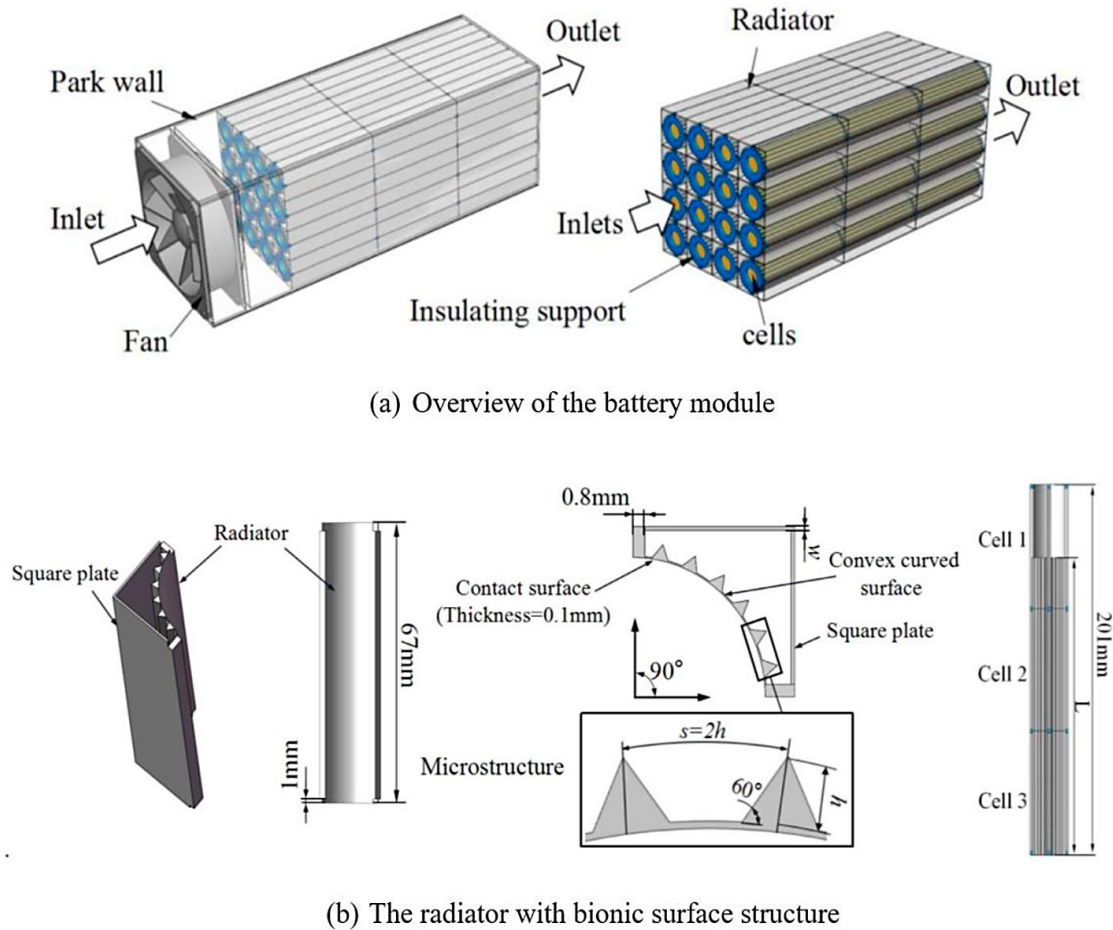 Park wall
Outlet
Inlet
Fan
Radiator
Outlet
Inlets
Insulating support
cells
(a) Overview of the battery module
Square plate
Radiator
67mm
1mm
0.8mm
w
Contact surface
(Thickness=0.1mm)
Convex curved
surface
Square plate
90°
Microstructure
s=2h
60°
h
Cell 1
Cell 2
Cell 3
L
201mm
.
(b) The radiator with bionic surface structure